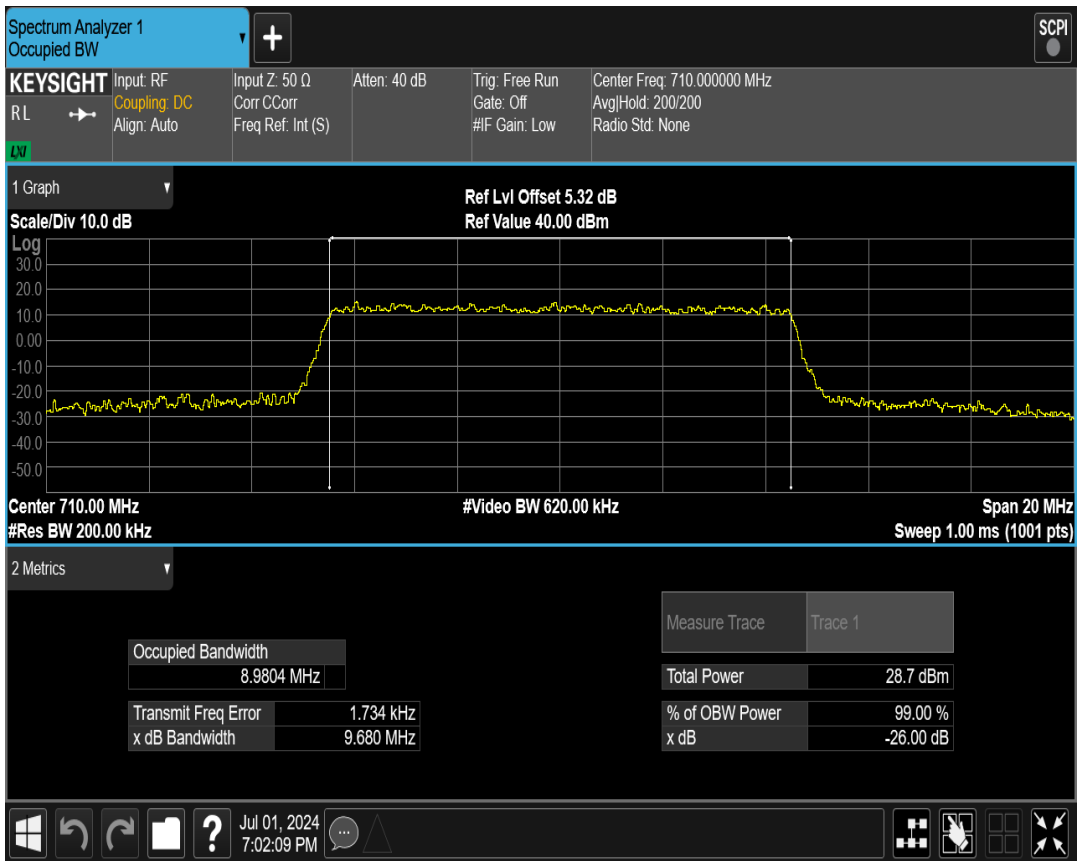 Spectrum Analyzer 1
Occupied BW
+
SCPI
KEYSIGHT
R L
LXI
Input: RF
Coupling: DC
Align: Auto
Input Z: 50 Ω
Corr CCorr
Freq Ref: Int (S)
Atten: 40 dB
Trig: Free Run
Gate: Off
#IF Gain: Low
Center Freq: 710.000000 MHz
Avg|Hold: 200/200
Radio Std: None
1 Graph
Scale/Div 10.0 dB
Ref Lvl Offset 5.32 dB
Ref Value 40.00 dBm
Log
30.0
20.0
10.0
0.00
-10.0
-20.0
-30.0
-40.0
-50.0
Center 710.00 MHz
#Video BW 620.00 kHz
Span 20 MHz
#Res BW 200.00 kHz
Sweep 1.00 ms (1001 pts)
2 Metrics
Measure Trace Trace 1
Occupied Bandwidth
8.9804 MHz
Total Power 28.7 dBm
Transmit Freq Error 1.734 kHz
% of OBW Power 99.00 %
x dB Bandwidth 9.680 MHz
x dB -26.00 dB
?
Jul 01, 2024
7:02:09 PM